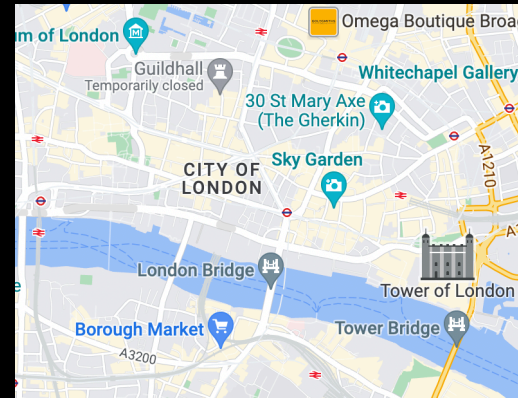 Omega Boutique Broad
um of London
Guildhall
Temporarily closed
Whitechapel Gallery
30 St Mary Axe
(The Gherkin)
A1210
Sky Garden
CITY OF
LONDON
London Bridge
Tower of London
Borough Market
Tower Bridge
A3200